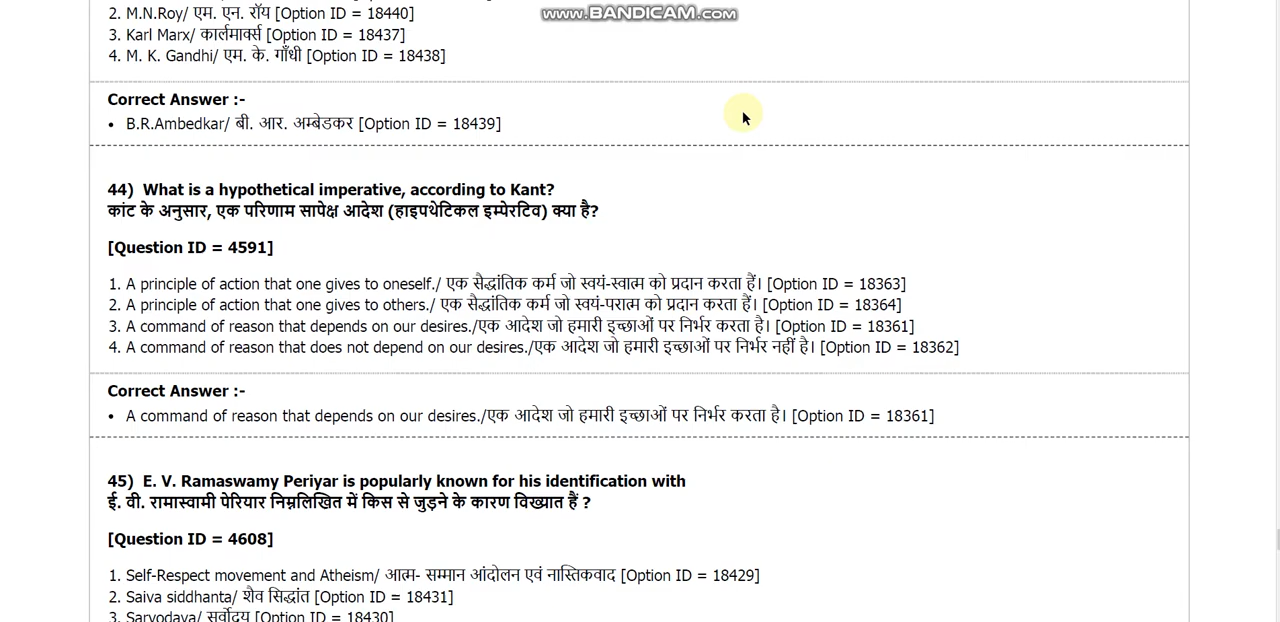 2. M.N.Roy/ एम. एन. रॉय [Option ID = 18440]
www.BANDICAM.com
3. Karl Marx/ कार्लमार्क्स [Option ID = 18437]
4. M. K. Gandhi/ एम. के. गाँधी [Option ID = 18438]
Correct Answer :-
• B.R.Ambedkar/ बी. आर. अम्बेडकर [Option ID = 18439]
44) What is a hypothetical imperative, according to Kant?
कांट के अनुसार, एक परिणाम सापेक्ष आदेश (हाइपथेटिकल इम्पेरटिव) क्या है?
[Question ID = 4591]
1. A principle of action that one gives to oneself./ एक सैद्धांतिक कर्म जो स्वयं-स्वात्म को प्रदान करता हैं। [Option ID = 18363]
2. A principle of action that one gives to others./ एक सैद्धांतिक कर्म जो स्वयं-परात्म को प्रदान करता हैं। [Option ID = 18364]
3. A command of reason that depends on our desires./एक आदेश जो हमारी इच्छाओं पर निर्भर करता है। [Option ID = 18361]
4. A command of reason that does not depend on our desires./एक आदेश जो हमारी इच्छाओं पर निर्भर नहीं है। [Option ID = 18362]
Correct Answer :-
• A command of reason that depends on our desires./एक आदेश जो हमारी इच्छाओं पर निर्भर करता है। [Option ID = 18361]
45) E. V. Ramaswamy Periyar is popularly known for his identification with
ई. वी. रामास्वामी पेरियार निम्नलिखित में किस से जुड़ने के कारण विख्यात हैं ?
[Question ID = 4608]
1. Self-Respect movement and Atheism/ आत्म- सम्मान आंदोलन एवं नास्तिकवाद [Option ID = 18429]
2. Saiva siddhanta/ शैव सिद्धांत [Option ID = 18431]
3. Sarvodaya/ सर्वोदय [Option ID = 18430]